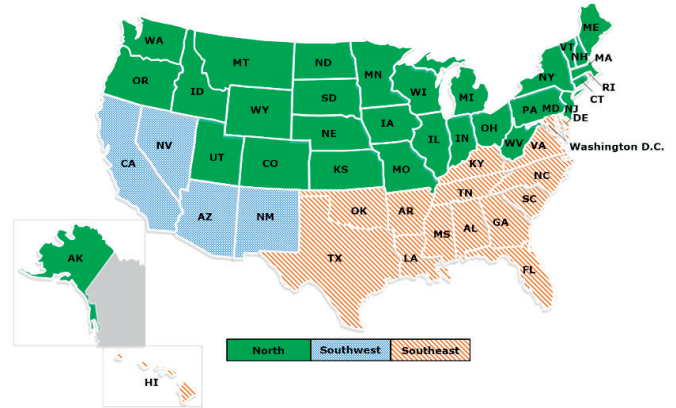 WA
MT
ND
MN
VT
ME
NH
MA
OR
ID
SD
WI
MI
NY
RI
CT
WY
IA
PA
MD
NJ
DE
NE
IL
IN
OH
WV
VA
Washington D.C.
NV
UT
CO
KS
MO
KY
CA
NC
TN
AZ
NM
OK
AR
SC
MS
AL
GA
TX
LA
FL
AK
North
Southwest
Southeast
HI